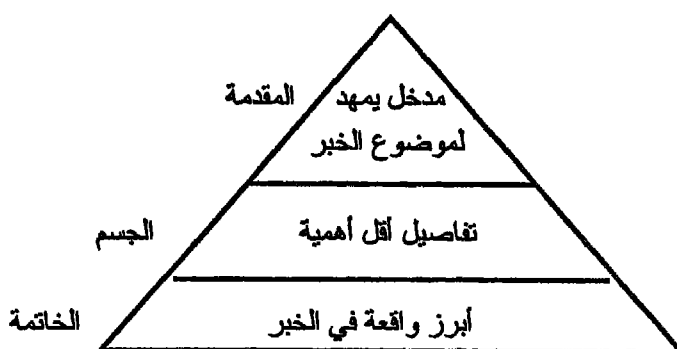 المقدمة
مدخل يمهد
لموضوع الخبر
الجسم
تفاصيل أقل أهمية
الخاتمة
أبرز واقعة في الخبر